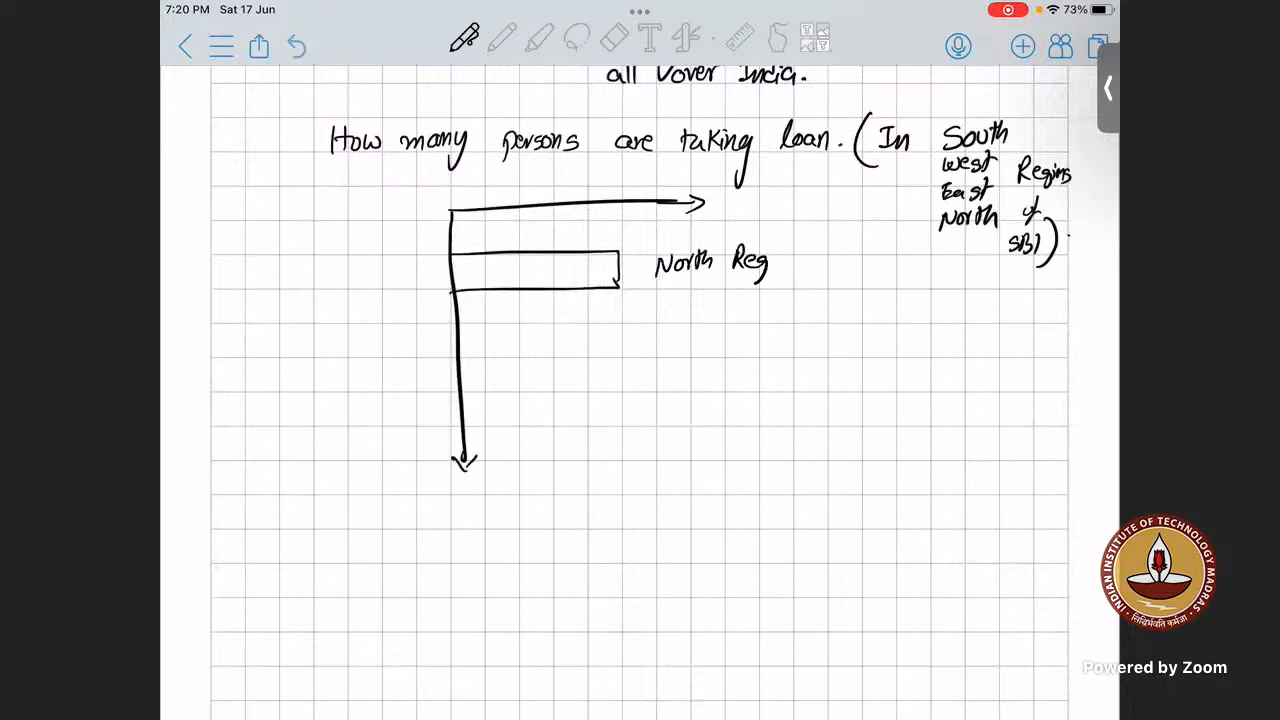 7:20 PM Sat 17 Jun
73%
all over India.
How many persons are taking loan. (In South
West Regins
East
North of
SBI).
North Reg
INDIAN INSTITUTE OF TECHNOLOGY MADRAS
सिद्धिर्भवति कर्मजा
Powered by Zoom